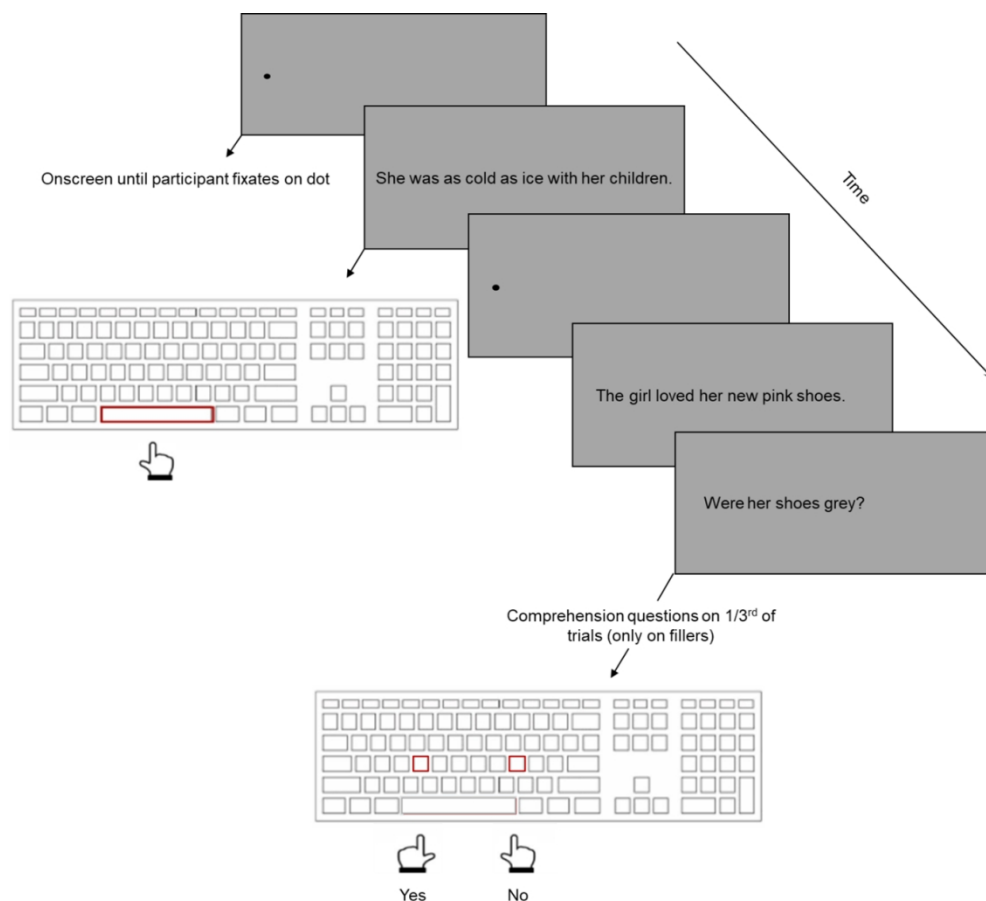 Onscreen until participant fixates on dot
She was as cold as ice with her children.
Time
The girl loved her new pink shoes.
Were her shoes grey?
Comprehension questions on 1/3rd of
trials (only on fillers)
Yes
No